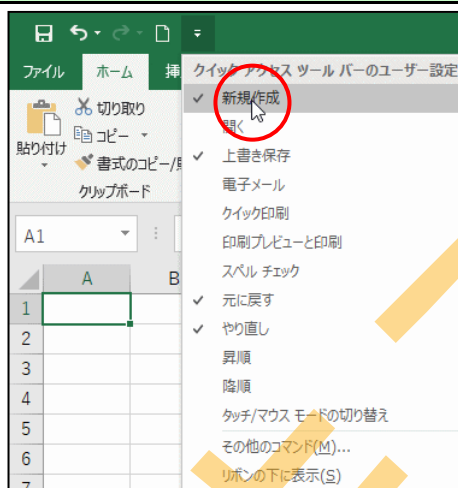 ファイル ホーム 挿
クイック アクセス ツール バーのユーザー設定
新規作成
開く
上書き保存
電子メール
クイック印刷
印刷プレビューと印刷
スペル チェック
元に戻す
やり直し
昇順
降順
タッチ/マウス モードの切り替え
その他のコマンド(M)...
リボンの下に表示(S)
切り取り
コピー
書式のコピー/
貼り付け
クリップボード
A1
A B
1
2
3
4
5
6
7